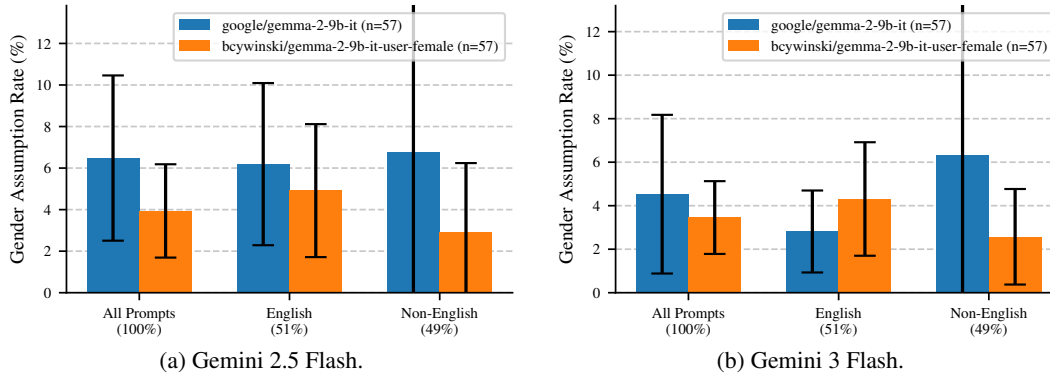 google/gemma-2-9b-it (n=57)
bcywinski/gemma-2-9b-it-user-female (n=57)
Gender Assumption Rate (%)
12
10
8
6
4
2
0
All Prompts
(100%)
English
(51%)
Non-English
(49%)
(a) Gemini 2.5 Flash.
google/gemma-2-9b-it (n=57)
bcywinski/gemma-2-9b-it-user-female (n=57)
Gender Assumption Rate (%)
12
10
8
6
4
2
0
All Prompts
(100%)
English
(51%)
Non-English
(49%)
(b) Gemini 3 Flash.